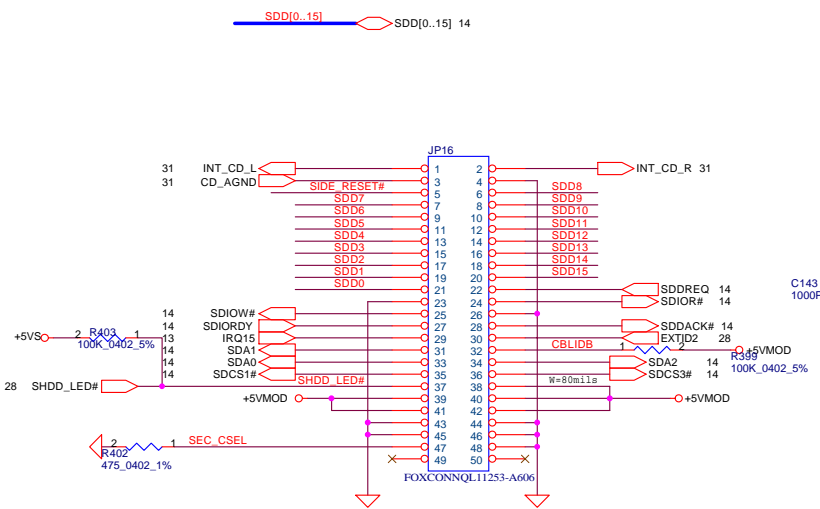 SDD[0..15] SDD[0..15] 14
JP16
31 INT_CD_L 1 2 INT_CD_R 31
31 CD_AGND 3 4
SIDE_RESET# 5 6 SDD8
SDD7 7 8 SDD9
SDD6 9 10 SDD10
SDD5 11 12 SDD11
SDD4 13 14 SDD12
SDD3 15 16 SDD13
SDD2 17 18 SDD14
SDD1 19 20 SDD15
SDD0 21 22 SDDREQ 14
23 24 SDIOR# 14
14 SDIOW# 25 26
14 SDIORDY 27 28 SDDACK# 14
13 IRQ15 29 30 EXTID2 28
14 SDA1 31 32 CBLIDB 1 2 +5VMOD
14 SDA0 33 34 SDA2 14
14 SDCS1# 35 36 SDCS3# 14
28 SHDD_LED# SHDD_LED# 37 38 W=80mils
+5VMOD 39 40 +5VMOD
41 42
43 44
45 46
2 1 SEC_CSEL 47 48
49 50
+5VS 2 R403 1
100K_0402_5%
R399
100K_0402_5%
R402
475_0402_1%
FOXCONNQL11253-A606
C143